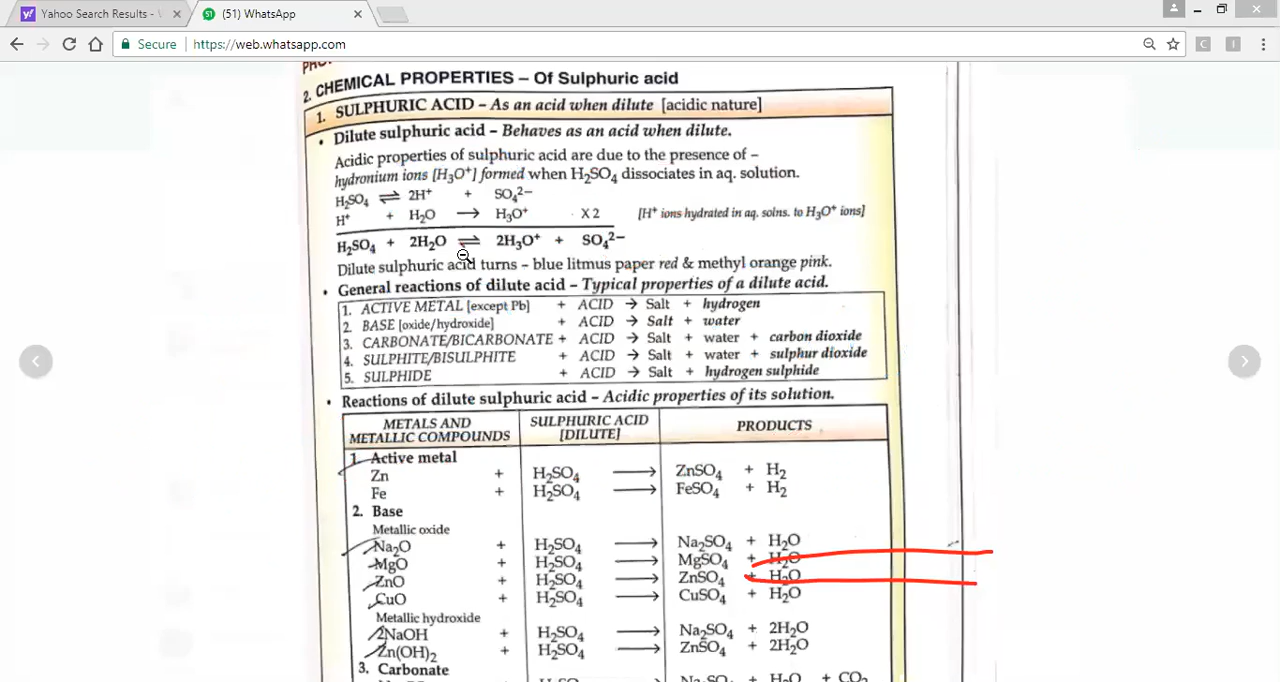 Yahoo Search Results -
(51) WhatsApp
Secure https://web.whatsapp.com
2. CHEMICAL PROPERTIES – Of Sulphuric acid
1. SULPHURIC ACID – As an acid when dilute [acidic nature]
• Dilute sulphuric acid – Behaves as an acid when dilute.
Acidic properties of sulphuric acid are due to the presence of –
hydronium ions [H₃O⁺] formed when H₂SO₄ dissociates in aq. solution.
H₂SO₄ ⇌ 2H⁺ + SO₄²⁻
H⁺ + H₂O → H₃O⁺ X 2 [H⁺ ions hydrated in aq. solns. to H₃O⁺ ions]
H₂SO₄ + 2H₂O ⇌ 2H₃O⁺ + SO₄²⁻
Dilute sulphuric acid turns – blue litmus paper red & methyl orange pink.
• General reactions of dilute acid – Typical properties of a dilute acid.
1. ACTIVE METAL [except Pb] + ACID → Salt + hydrogen
2. BASE [oxide/hydroxide] + ACID → Salt + water
3. CARBONATE/BICARBONATE + ACID → Salt + water + carbon dioxide
4. SULPHITE/BISULPHITE + ACID → Salt + water + sulphur dioxide
5. SULPHIDE + ACID → Salt + hydrogen sulphide
• Reactions of dilute sulphuric acid – Acidic properties of its solution.
METALS AND METALLIC COMPOUNDS SULPHURIC ACID [DILUTE] PRODUCTS
1. Active metal
Zn + H₂SO₄ → ZnSO₄ + H₂
Fe + H₂SO₄ → FeSO₄ + H₂
2. Base
Metallic oxide
Na₂O + H₂SO₄ → Na₂SO₄ + H₂O
MgO + H₂SO₄ → MgSO₄ + H₂O
ZnO + H₂SO₄ → ZnSO₄ + H₂O
CuO + H₂SO₄ → CuSO₄ + H₂O
Metallic hydroxide
2NaOH + H₂SO₄ → Na₂SO₄ + 2H₂O
Zn(OH)₂ + H₂SO₄ → ZnSO₄ + 2H₂O
3. Carbonate